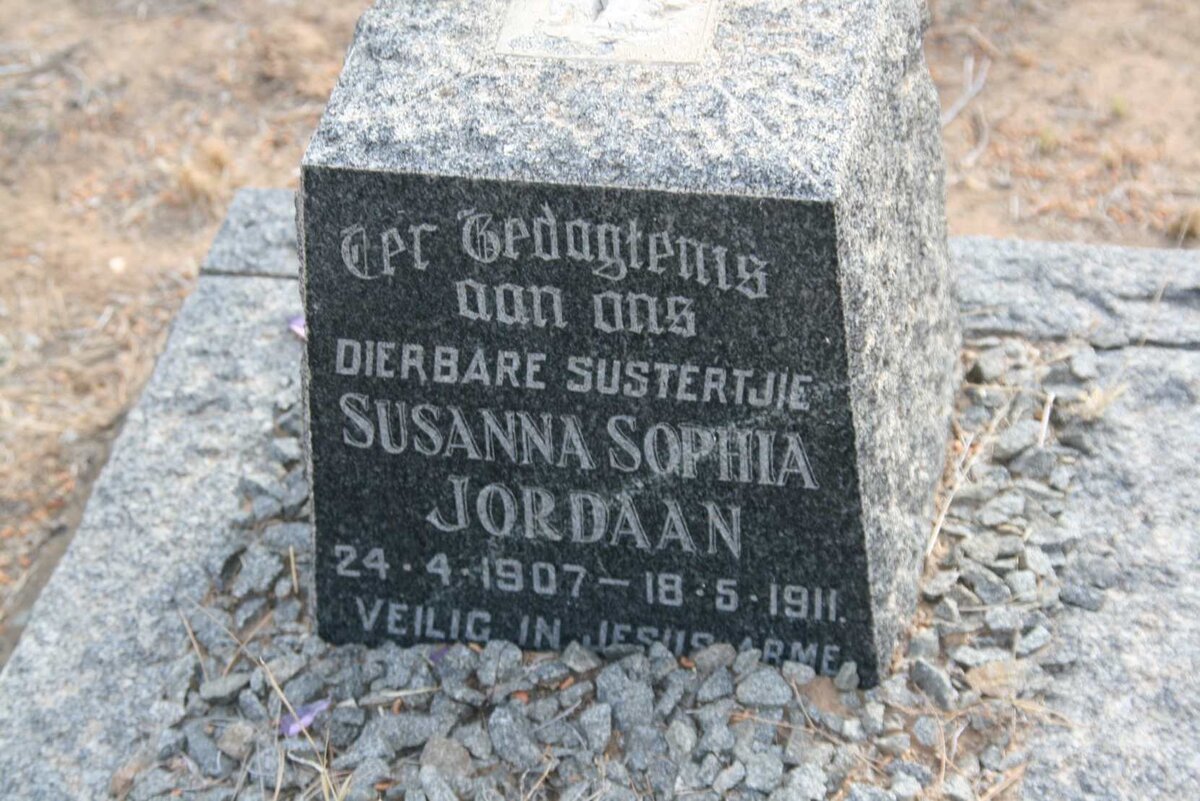 Ter Gedagtenis
aan ons
DIERBARE SUSTERTJIE
SUSANNA SOPHIA
JORDAAN
24·4·1907 — 18·5·1911.
VEILIG IN JESUS ARME